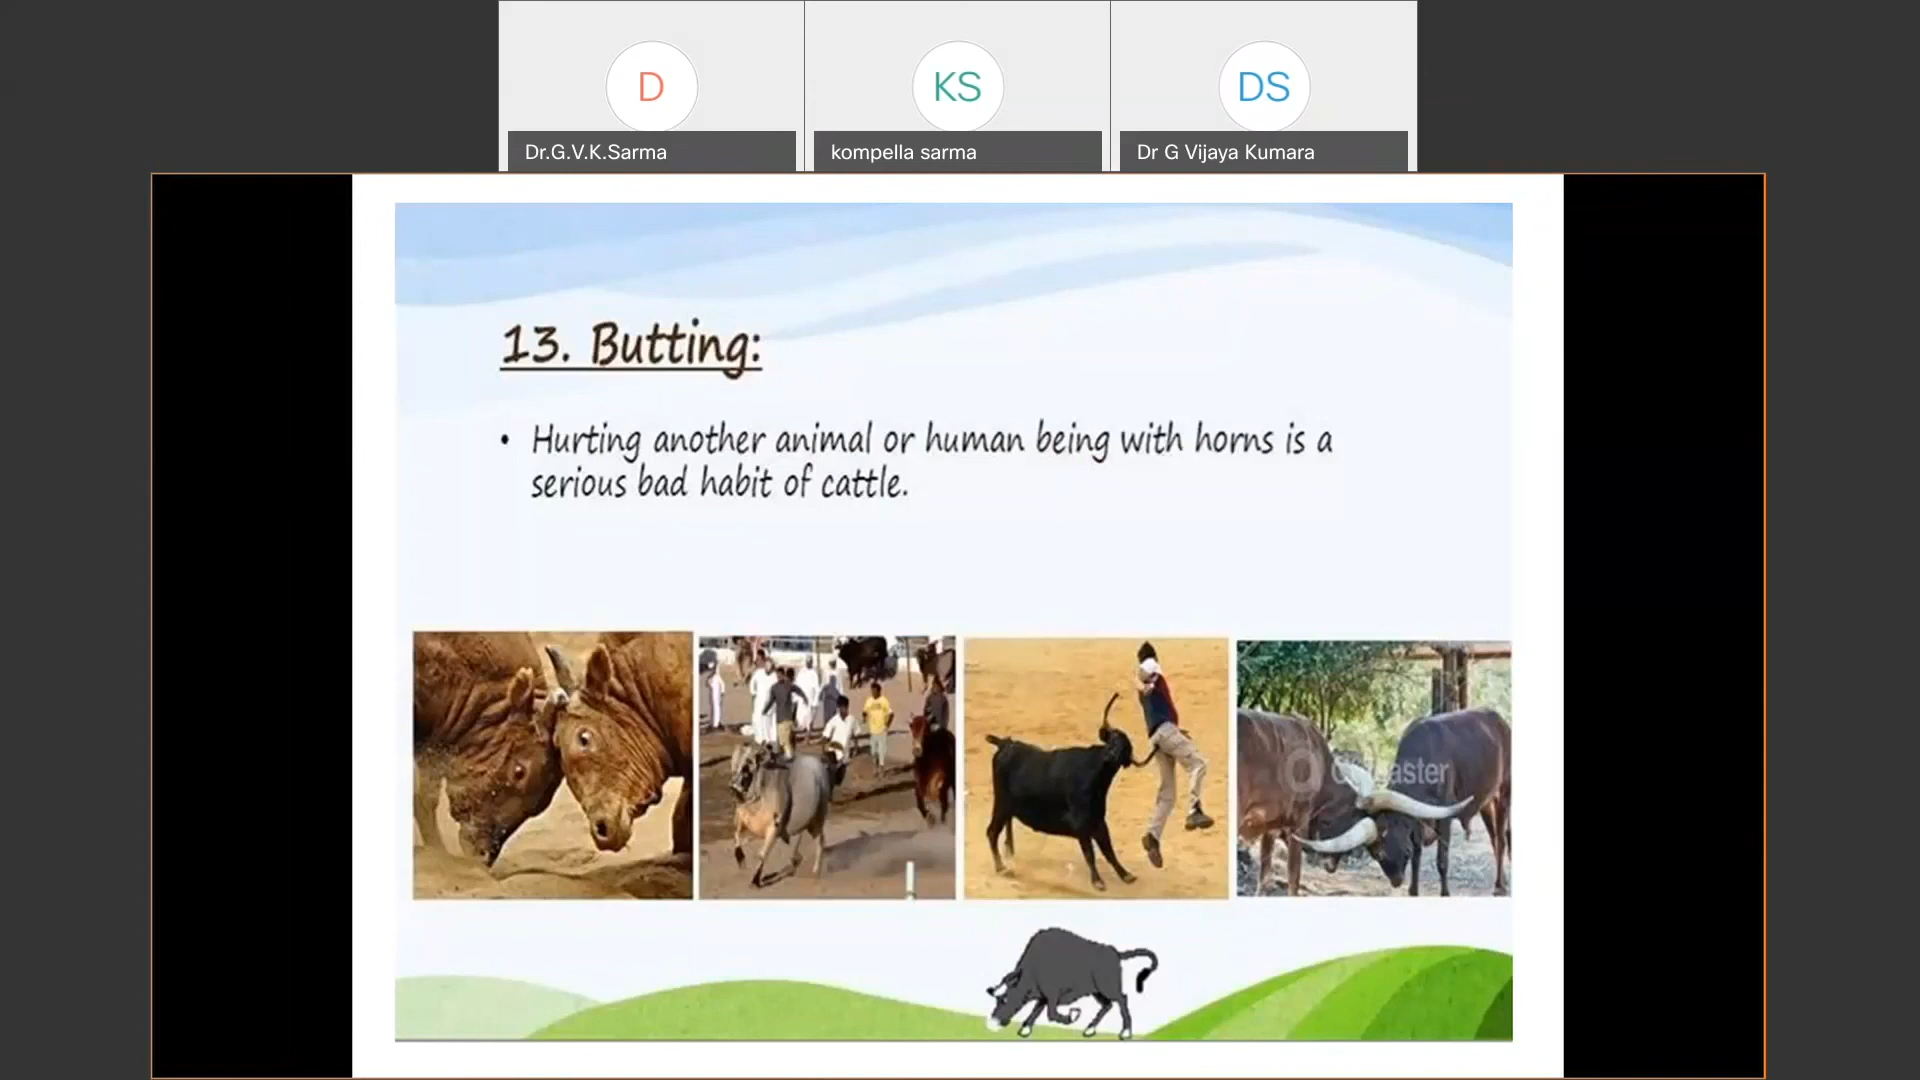 D
KS
DS
Dr.G.V.K.Sarma
kompella sarma
Dr G Vijaya Kumara
13. Butting:
• Hurting another animal or human being with horns is a
serious bad habit of cattle.